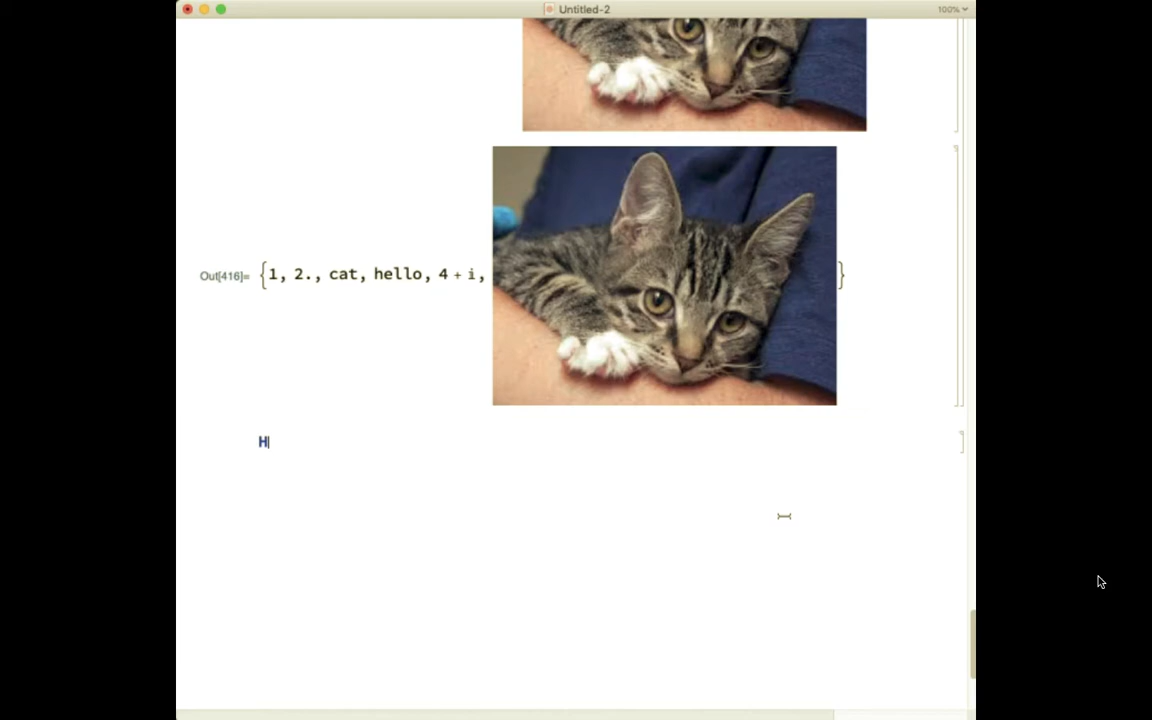 Untitled-2
100%
Out[416]= {1, 2., cat, hello, 4 + i, }
H